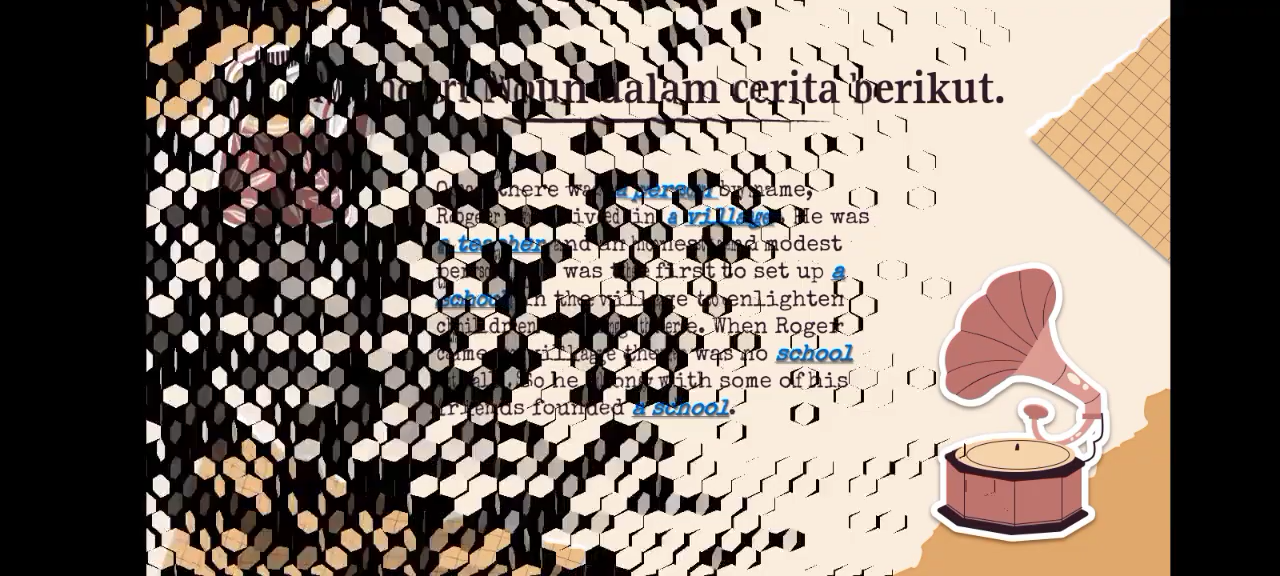 Noun dalam cerita berikut.
Once there was a person by name,
Roger lived in a village. He was
a teacher and an honest and modest
person. was the first to set up a
school in the village to enlighten
children there. When Roger
came village there was no school
So he along with some of his
friends founded a school.